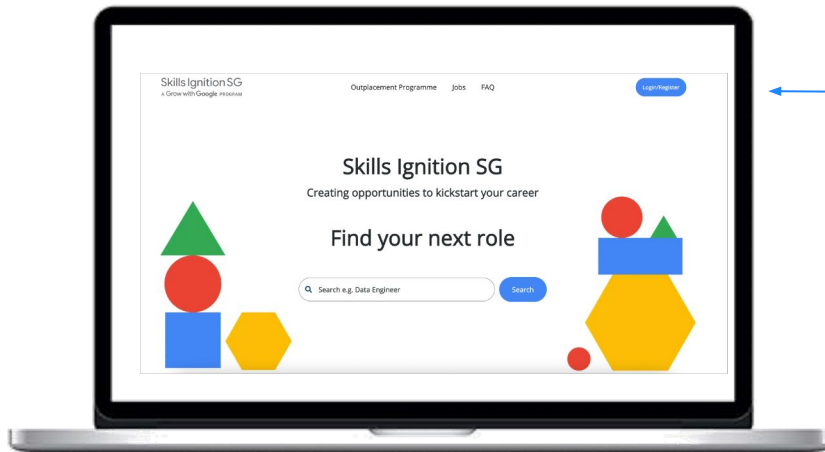 Skills Ignition SG
A Grow with Google PROGRAM
Outplacement Programme Jobs FAQ
Login/Register
Skills Ignition SG
Creating opportunities to kickstart your career
Find your next role
Search e.g. Data Engineer
Search